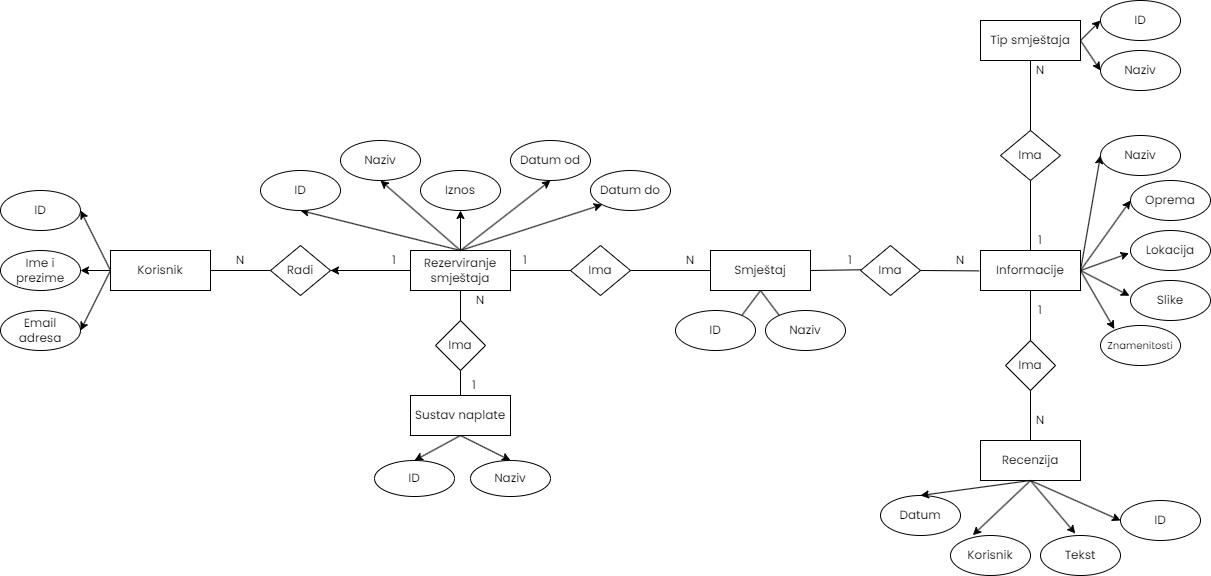 ID
Tip smještaja
Naziv
N
Ima
Naziv
Oprema
Lokacija
Slike
Znamenitosti
1
Naziv
Datum od
ID
Iznos
Datum do
ID
Ime i
prezime
Email
adresa
Korisnik
N
Radi
1
Rezerviranje
smještaja
1
Ima
N
Smještaj
1
Ima
N
Informacije
N
Ima
1
Sustav naplate
ID
Naziv
ID
Naziv
1
Ima
N
Recenzija
Datum
Korisnik
Tekst
ID